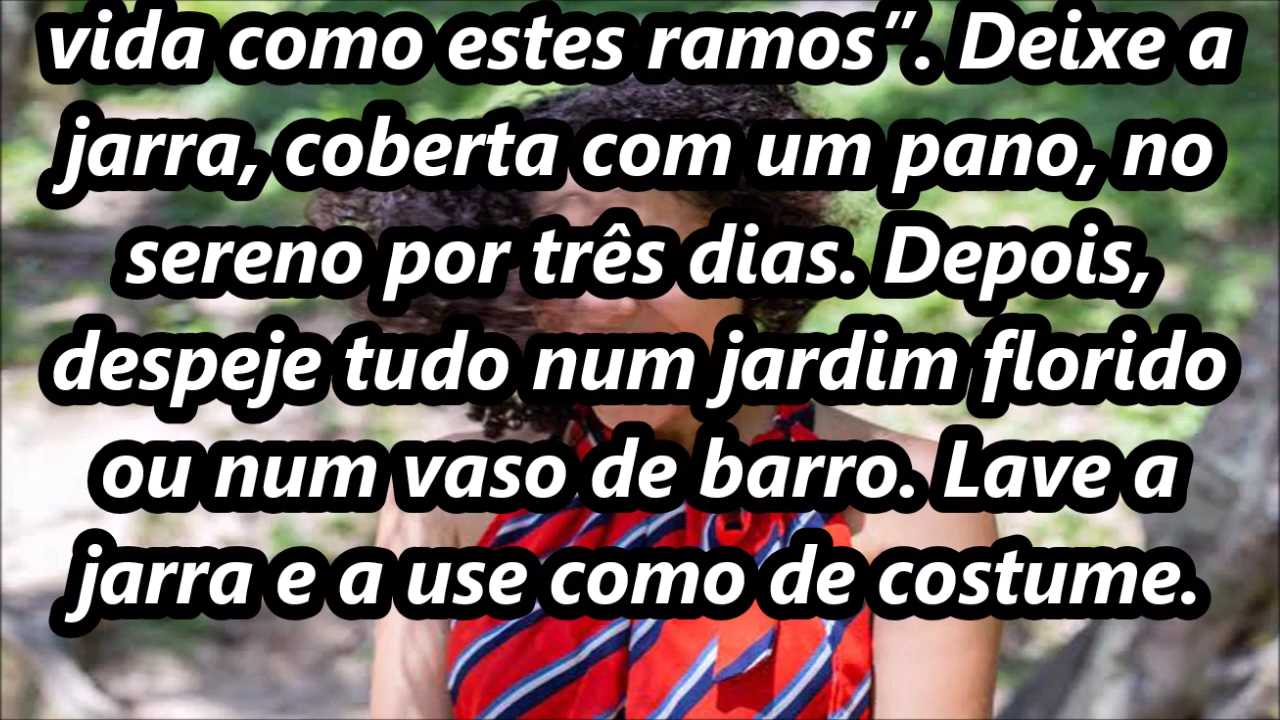 vida como estes ramos”. Deixe a
jarra, coberta com um pano, no
sereno por três dias. Depois,
despeje tudo num jardim florido
ou num vaso de barro. Lave a
jarra e a use como de costume.